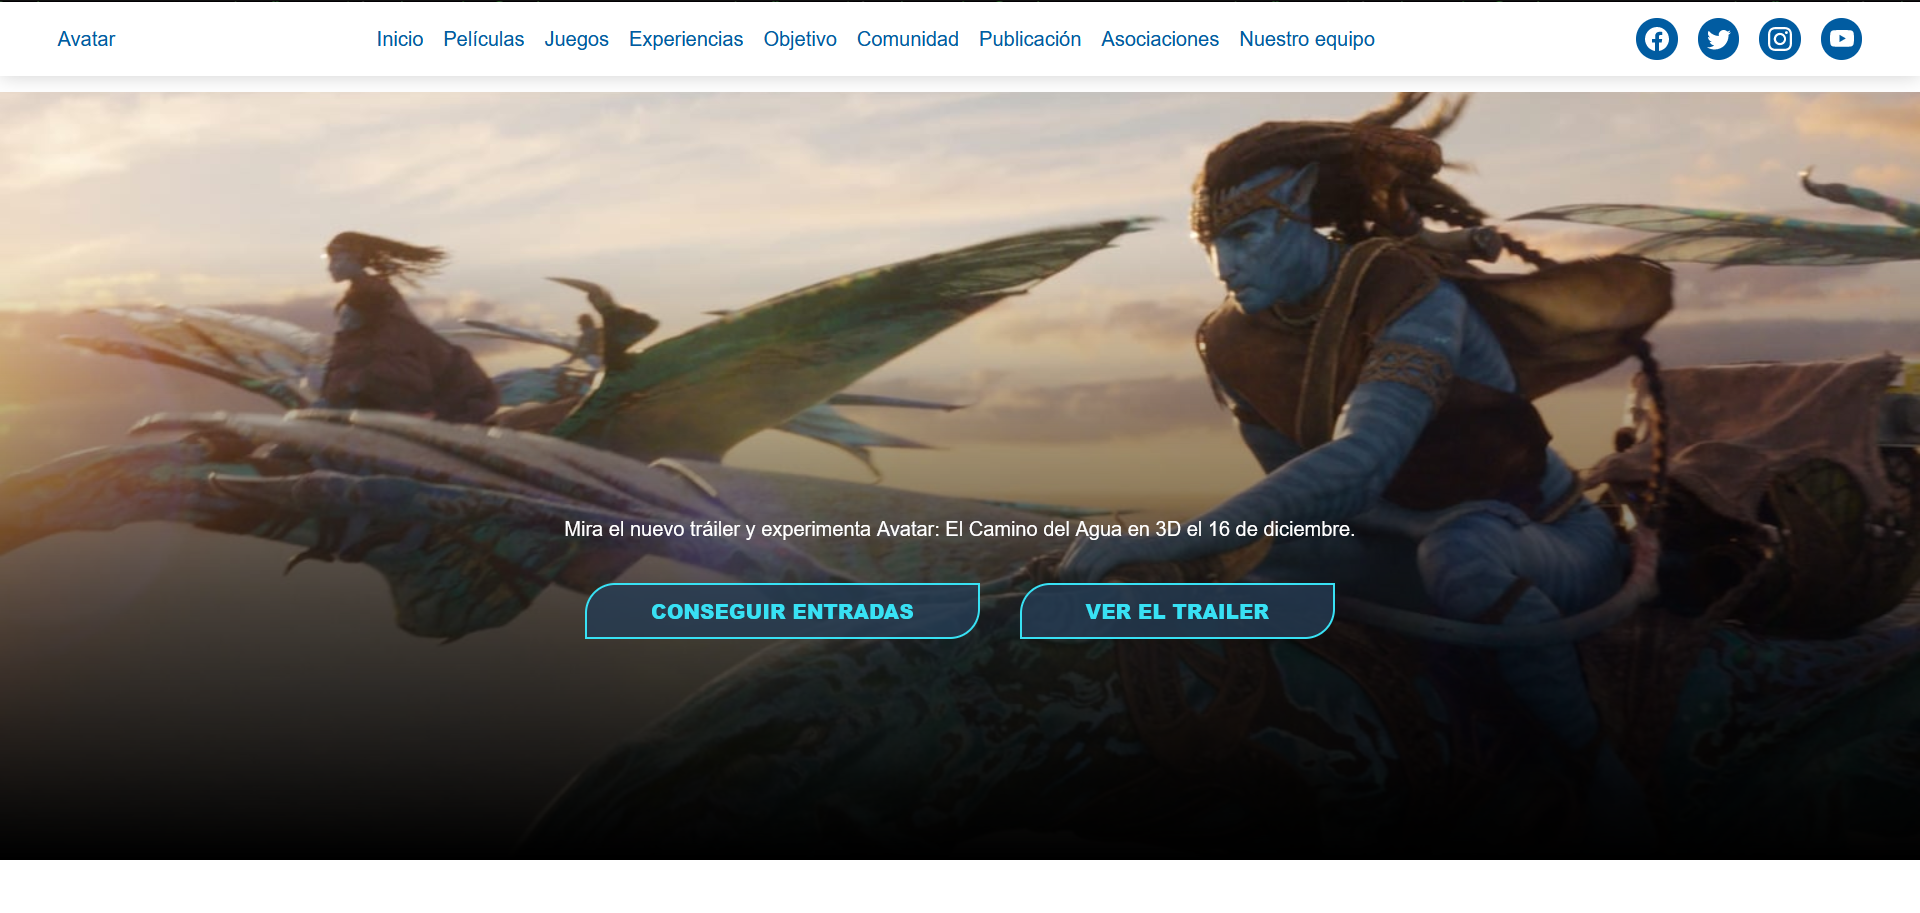 Avatar
Inicio Películas Juegos Experiencias Objetivo Comunidad Publicación Asociaciones Nuestro equipo
Mira el nuevo tráiler y experimenta Avatar: El Camino del Agua en 3D el 16 de diciembre.
CONSEGUIR ENTRADAS
VER EL TRAILER